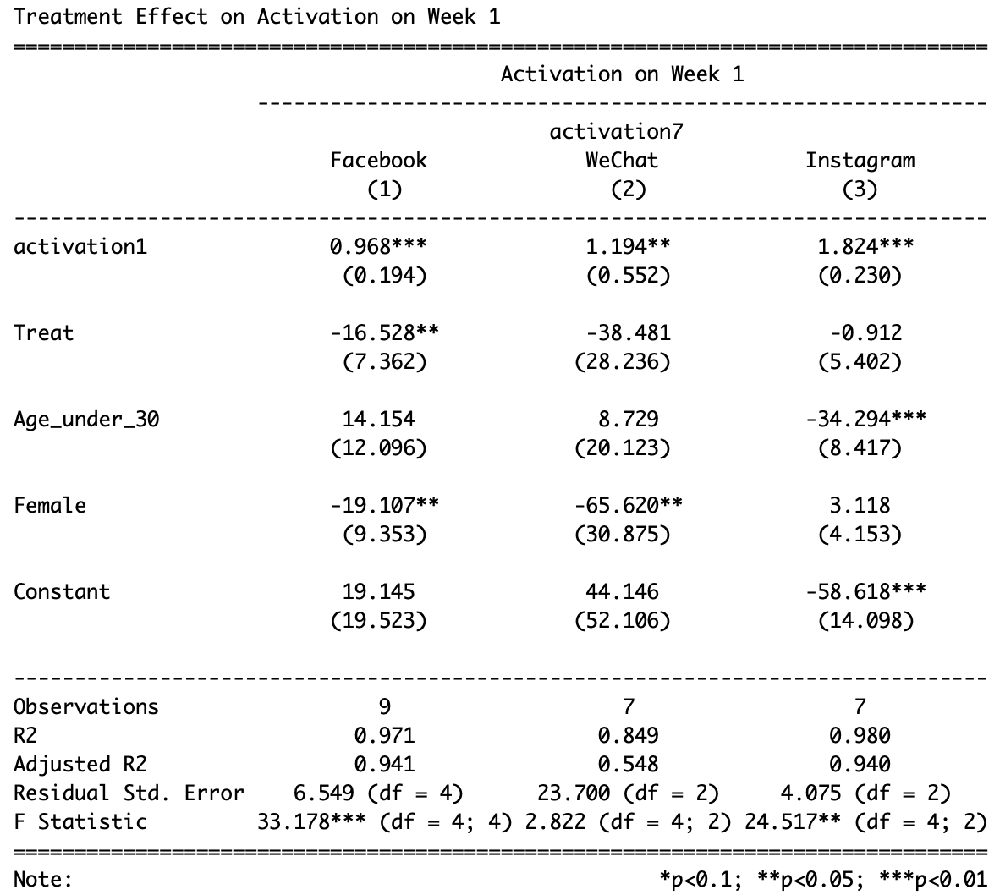 Treatment Effect on Activation on Week 1
================================================================================
Activation on Week 1
------------------------------------------------------------
activation7
Facebook WeChat Instagram
(1) (2) (3)
--------------------------------------------------------------------------------
activation1 0.968*** 1.194** 1.824***
(0.194) (0.552) (0.230)
Treat -16.528** -38.481 -0.912
(7.362) (28.236) (5.402)
Age_under_30 14.154 8.729 -34.294***
(12.096) (20.123) (8.417)
Female -19.107** -65.620** 3.118
(9.353) (30.875) (4.153)
Constant 19.145 44.146 -58.618***
(19.523) (52.106) (14.098)
--------------------------------------------------------------------------------
Observations 9 7 7
R2 0.971 0.849 0.980
Adjusted R2 0.941 0.548 0.940
Residual Std. Error 6.549 (df = 4) 23.700 (df = 2) 4.075 (df = 2)
F Statistic 33.178*** (df = 4; 4) 2.822 (df = 4; 2) 24.517** (df = 4; 2)
================================================================================
Note: *p<0.1; **p<0.05; ***p<0.01